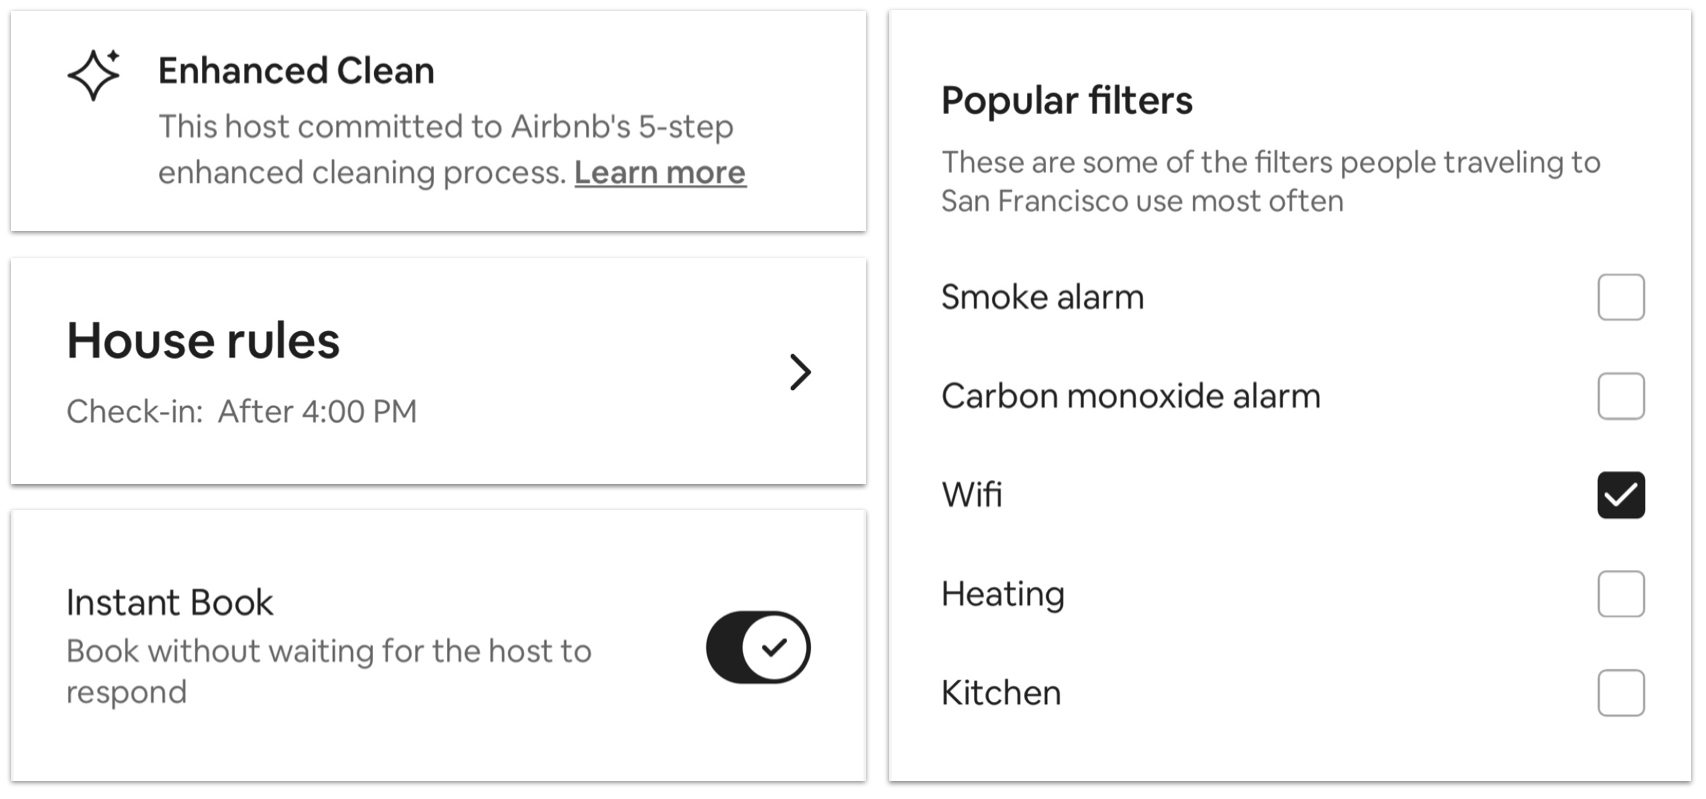 Enhanced Clean
This host committed to Airbnb's 5-step
enhanced cleaning process. Learn more
House rules
Check-in:  After 4:00 PM
Instant Book
Book without waiting for the host to
respond
Popular filters
These are some of the filters people traveling to
San Francisco use most often
Smoke alarm
Carbon monoxide alarm
Wifi
Heating
Kitchen